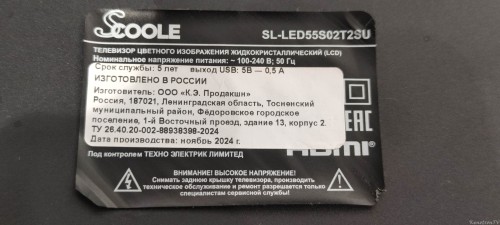 SCOOLE
SL-LED55S02T2SU
ТЕЛЕВИЗОР ЦВЕТНОГО ИЗОБРАЖЕНИЯ ЖИДКОКРИСТАЛЛИЧЕСКИЙ (LCD)
Номинальное напряжение питания: ~ 100-240 В; 50 Гц
Срок службы: 5 лет выход USB: 5В — 0,5 А
ИЗГОТОВЛЕНО В РОССИИ
Изготовитель: ООО «К.Э. Продакшн»
Россия, 187021, Ленинградская область, Тосненский
муниципальный район, Фёдоровское городское
поселение, 1-й Восточный проезд, здание 13, корпус 2.
ТУ 26.40.20-002-88938398-2024
Дата производства: ноябрь 2024 г.
EAC
HDMI
Под контролем ТЕХНО ЭЛЕКТРИК ЛИМИТЕД
ВНИМАНИЕ! ВЫСОКОЕ НАПРЯЖЕНИЕ!
Снимать заднюю крышку телевизора, производить
техническое обслуживание и ремонт разрешается только
специалистам сервисной службы!